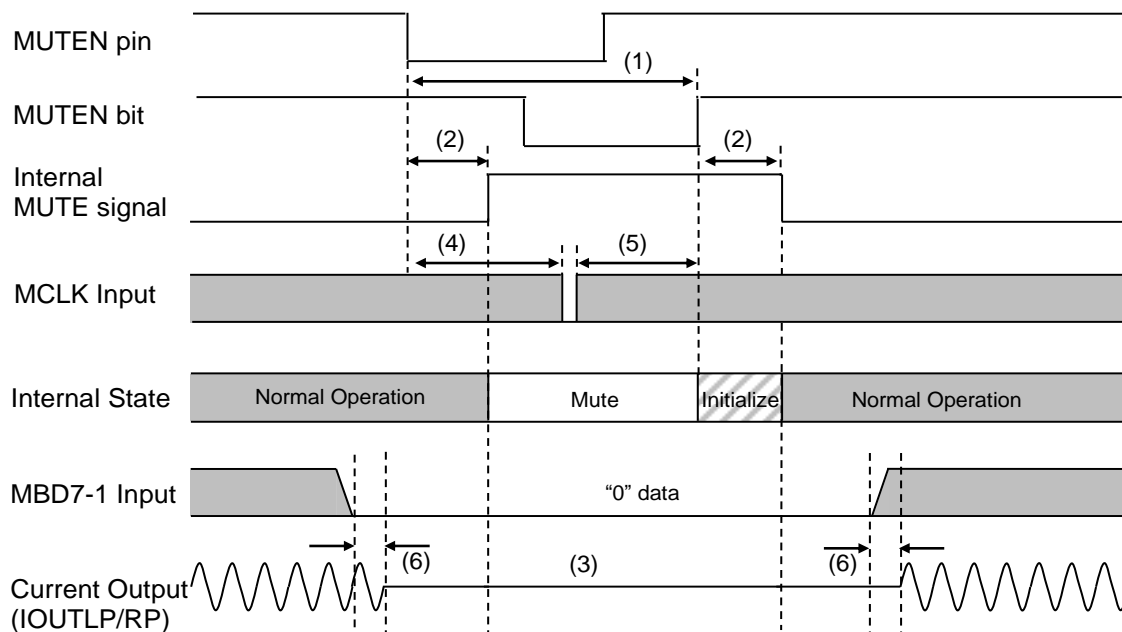 MUTEN pin
(1)
MUTEN bit
(2)
(2)
Internal
MUTE signal
(4)
(5)
MCLK Input
Internal State
Normal Operation
Mute
Initialize
Normal Operation
MBD7-1 Input
“0” data
(6)
(3)
(6)
Current Output
(IOUTLP/RP)